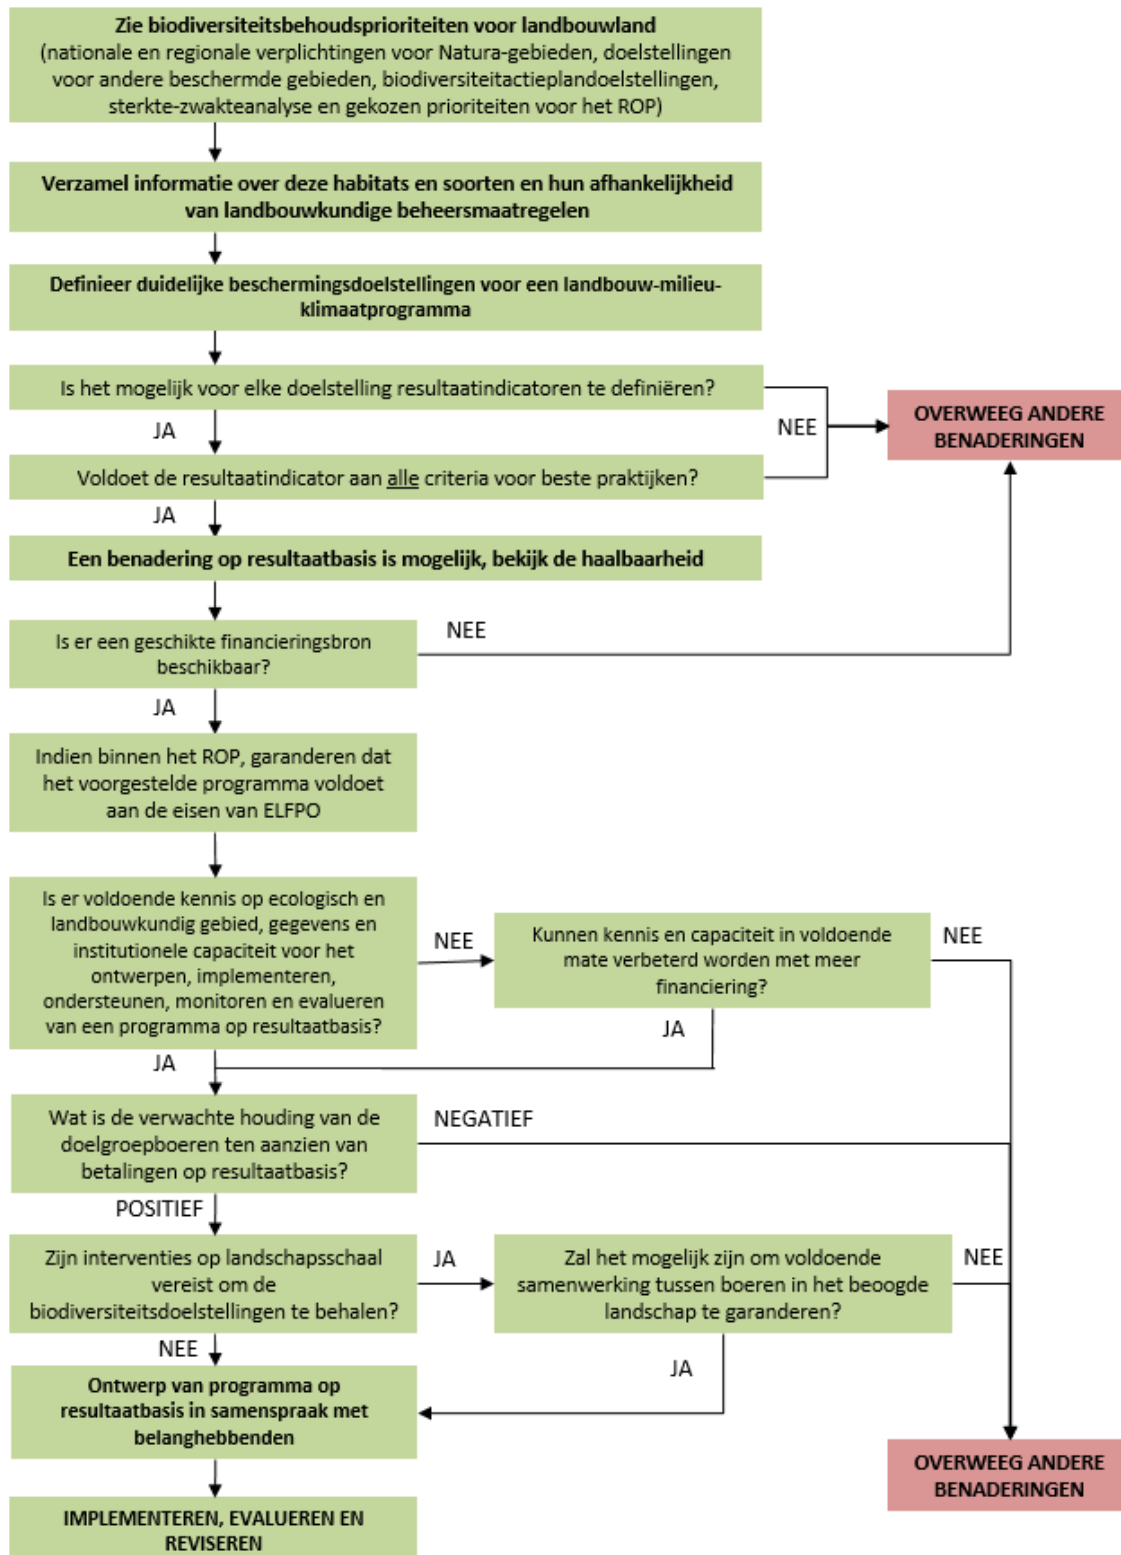 Zie biodiversiteitsbehoudsprioriteiten voor landbouwland
(nationale en regionale verplichtingen voor Natura-gebieden, doelstellingen
voor andere beschermde gebieden, biodiversiteitactieplandoelstellingen,
sterkte-zwakteanalyse en gekozen prioriteiten voor het ROP)
Verzamel informatie over deze habitats en soorten en hun afhankelijkheid
van landbouwkundige beheersmaatregelen
Definieer duidelijke beschermingsdoelstellingen voor een landbouw-milieu-
klimaatprogramma
Is het mogelijk voor elke doelstelling resultaatindicatoren te definiëren?
NEE
OVERWEEG ANDERE
BENADERINGEN
JA
Voldoet de resultaatindicator aan alle criteria voor beste praktijken?
JA
Een benadering op resultaatbasis is mogelijk, bekijk de haalbaarheid
Is er een geschikte financieringsbron
beschikbaar?
NEE
JA
Indien binnen het ROP, garanderen dat
het voorgestelde programma voldoet
aan de eisen van ELFPO
Is er voldoende kennis op ecologisch en
landbouwkundig gebied, gegevens en
institutionele capaciteit voor het
ontwerpen, implementeren,
ondersteunen, monitoren en evalueren
van een programma op resultaatbasis?
NEE
Kunnen kennis en capaciteit in voldoende
mate verbeterd worden met meer
financiering?
NEE
JA
JA
Wat is de verwachte houding van de
doelgroepboeren ten aanzien van
betalingen op resultaatbasis?
NEGATIEF
POSITIEF
Zijn interventies op landschapsschaal
vereist om de
biodiversiteitsdoelstellingen te behalen?
JA
Zal het mogelijk zijn om voldoende
samenwerking tussen boeren in het beoogde
landschap te garanderen?
NEE
NEE
JA
Ontwerp van programma op
resultaatbasis in samenspraak met
belanghebbenden
OVERWEEG ANDERE
BENADERINGEN
IMPLEMENTEREN, EVALUEREN EN
REVISEREN